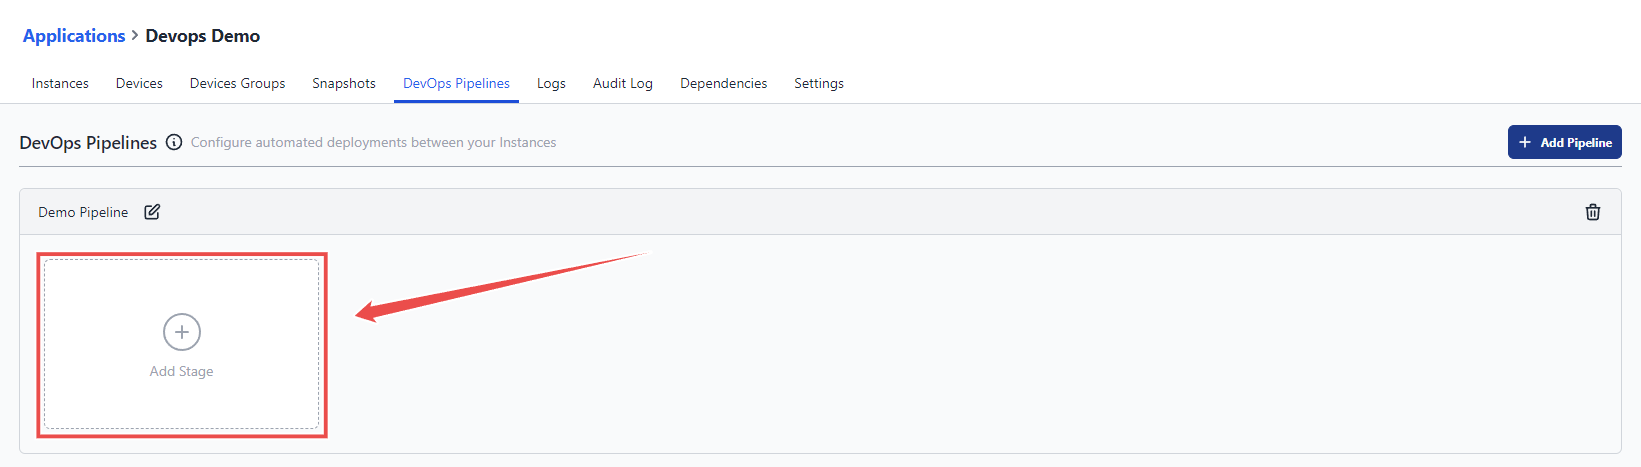 Applications > Devops Demo
Instances Devices Devices Groups Snapshots DevOps Pipelines Logs Audit Log Dependencies Settings
DevOps Pipelines Configure automated deployments between your Instances + Add Pipeline
Demo Pipeline
Add Stage